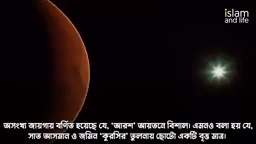 islam
and life
অসংখ্য জায়গায় বর্ণিত হয়েছে যে, 'আরশ' আয়তনে বিশাল। এমনও বলা হয় যে,
সাত আসমান ও জমিন 'কুরসির' তুলনায় ছোটো একটি বৃত্ত মাত্র।